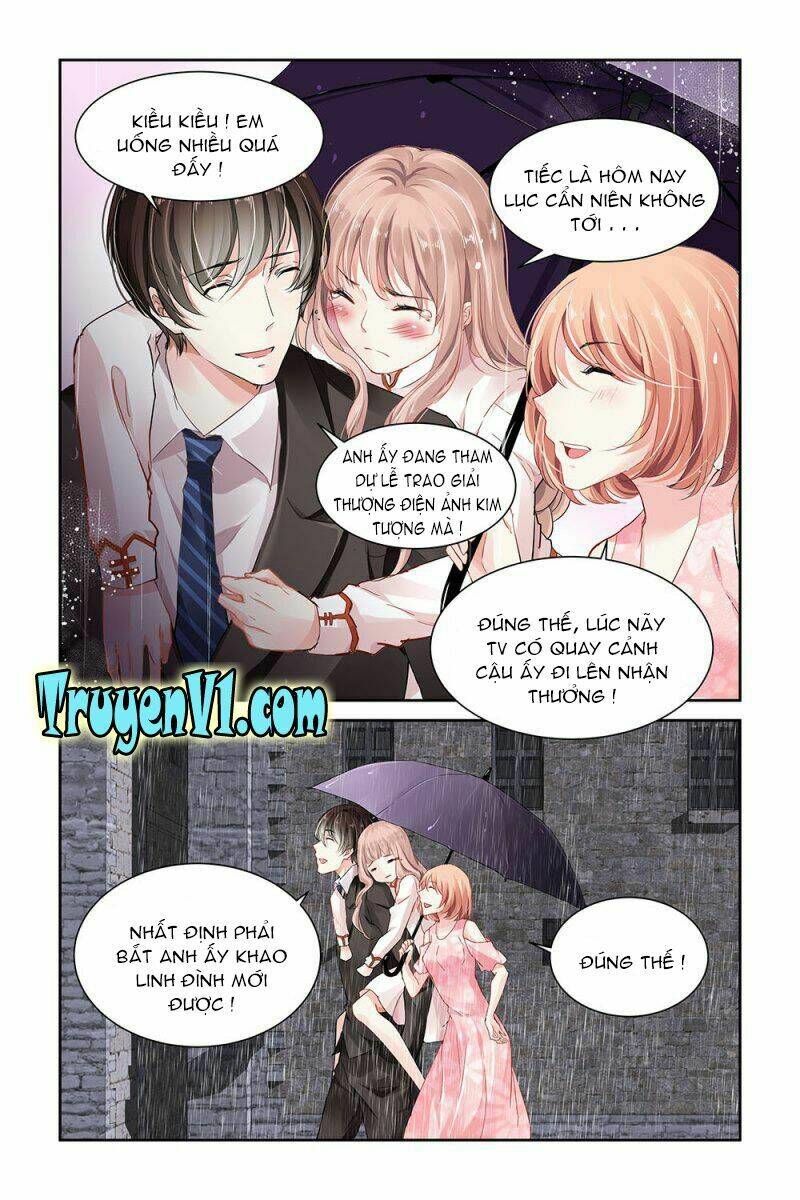 KIỀU KIỀU ! EM
UỐNG NHIỀU QUÁ
ĐẤY !
TIẾC LÀ HÔM NAY
LỤC CẨN NIÊN KHÔNG
TỚI . . .
ANH ẤY ĐANG THAM
DỰ LỄ TRAO GIẢI
THƯỢNG ĐIỆN ẢNH KIM
TƯỢNG MÀ !
ĐÚNG THẾ, LÚC NÃY
TV CÓ QUAY CẢNH
CẬU ẤY ĐI LÊN NHẬN
THƯỞNG !
TruyenV1.com
NHẤT ĐỊNH PHẢI
BẮT ANH ẤY KHAO
LINH ĐÌNH MỚI
ĐƯỢC !
ĐÚNG THẾ !